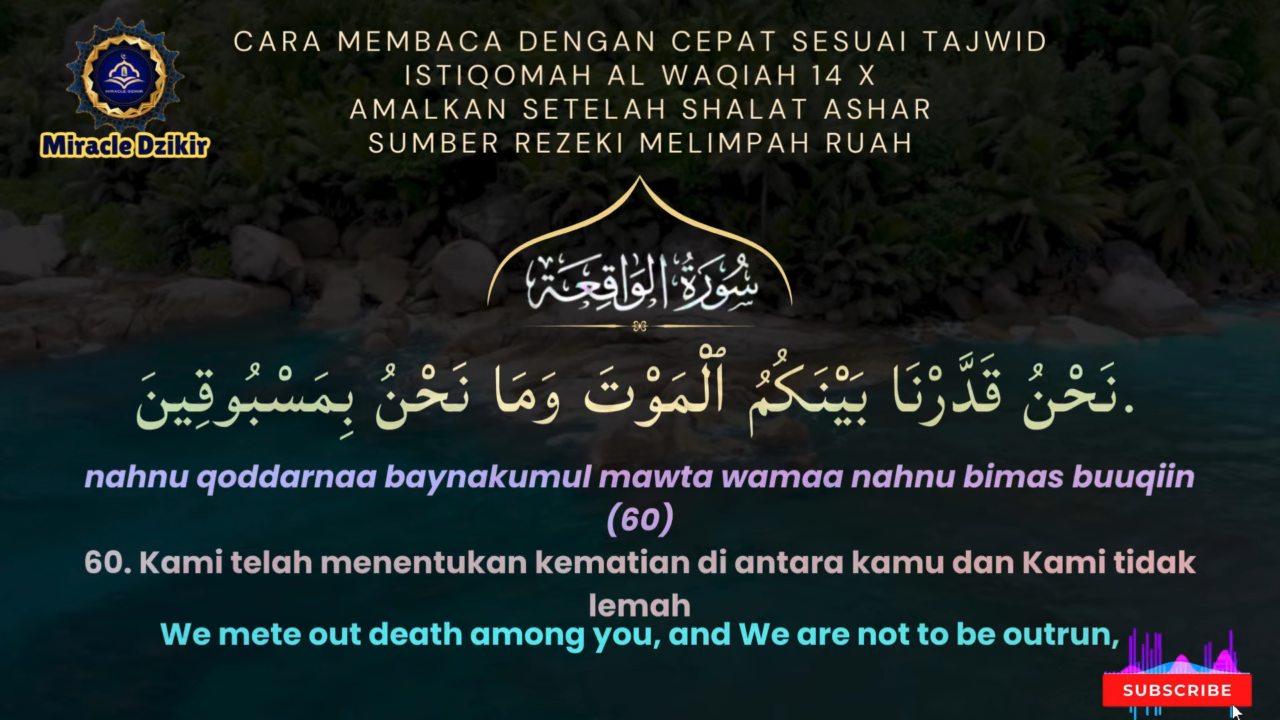 CARA MEMBACA DENGAN CEPAT SESUAI TAJWID
ISTIQOMAH AL WAQIAH 14 X
AMALKAN SETELAH SHALAT ASHAR
SUMBER REZEKI MELIMPAH RUAH
MIRACLE DZIKIR
Miracle Dzikir
سُورَةُ الوَاقِعَة
نَحْنُ قَدَّرْنَا بَيْنَكُمُ ٱلْمَوْتَ وَمَا نَحْنُ بِمَسْبُوقِينَ.
nahnu qoddarnaa baynakumul mawta wamaa nahnu bimas buuqiin
(60)
60. Kami telah menentukan kematian di antara kamu dan Kami tidak
lemah
We mete out death among you, and We are not to be outrun,
SUBSCRIBE